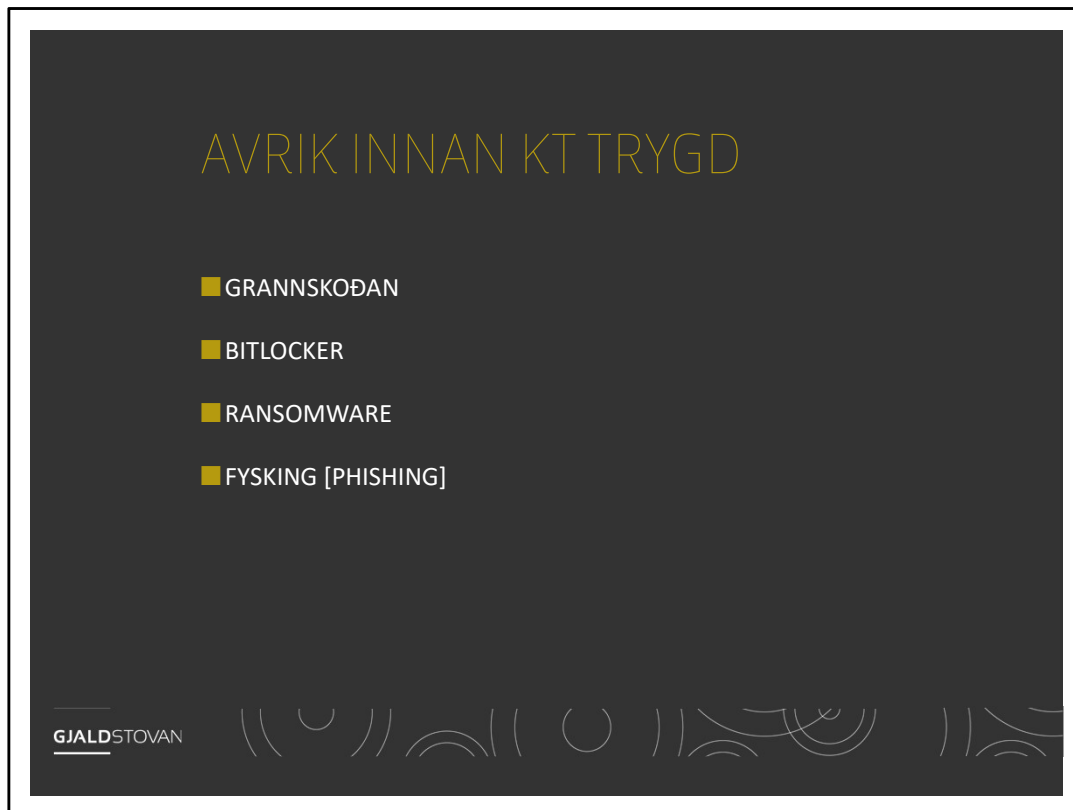 AVRIK INNAN KT TRYGD
GRANNSKOÐAN
BITLOCKER
RANSOMWARE
FYSKING [PHISHING]
GJALDSTOVAN